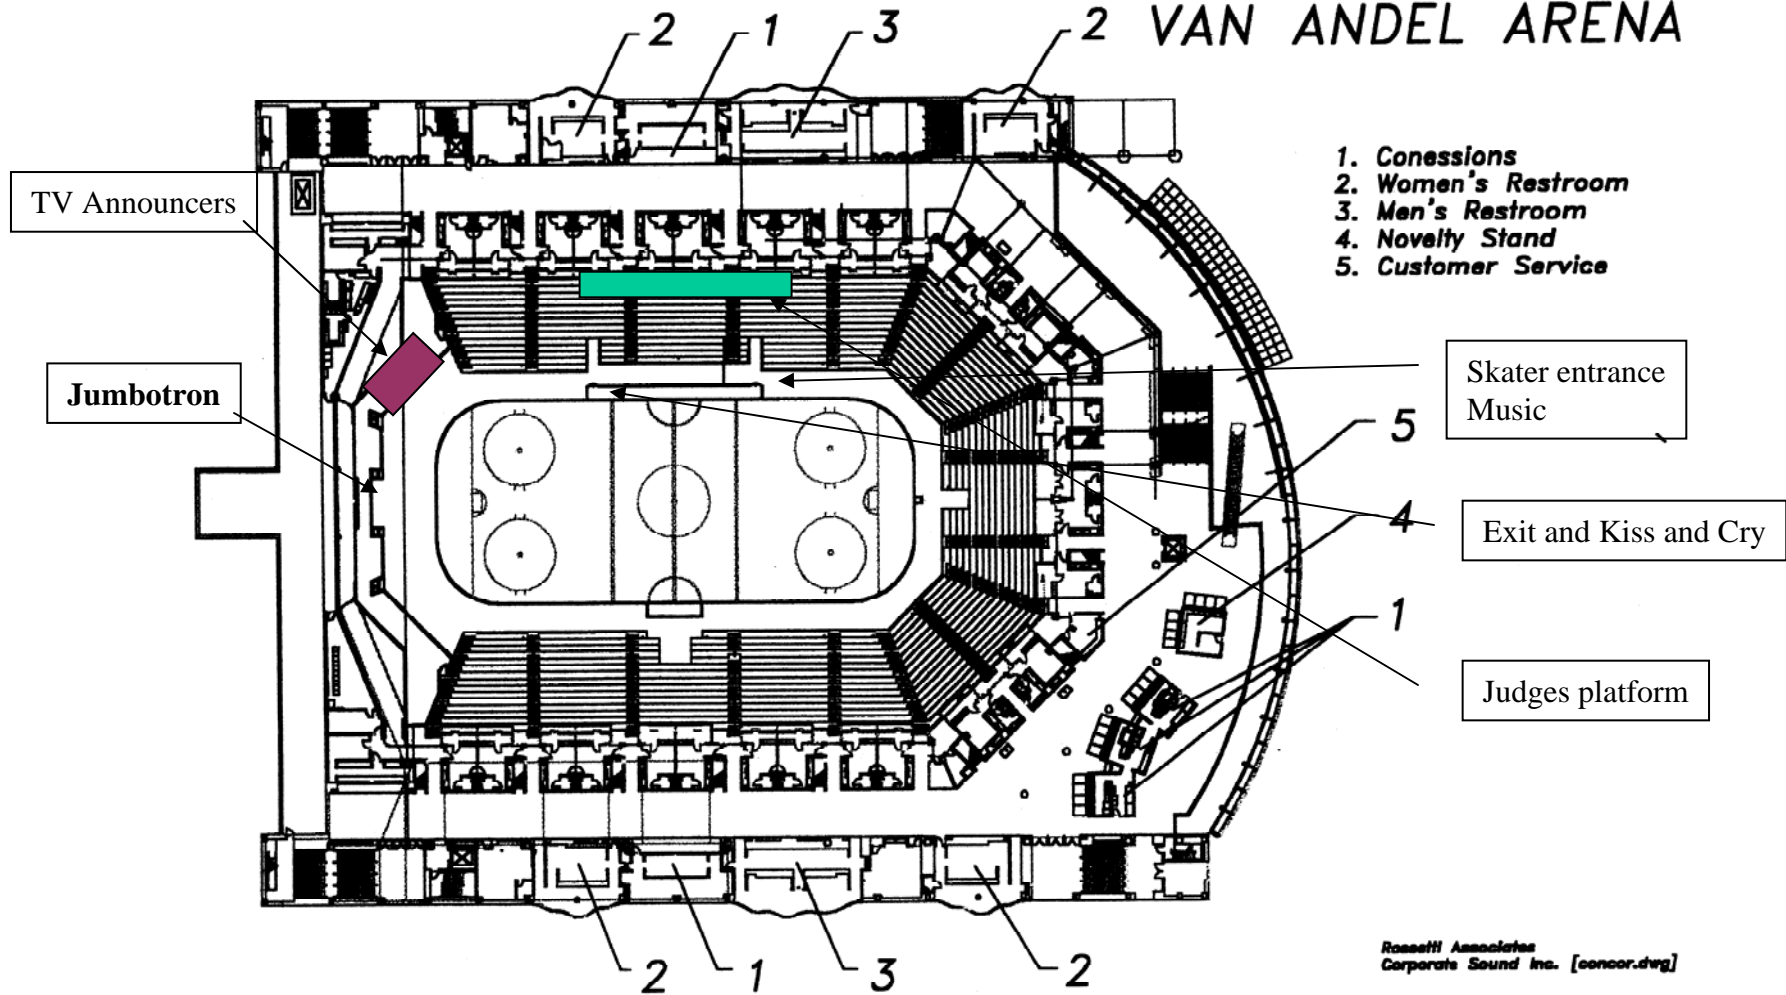 2
1
3
2
VAN ANDEL ARENA
1. Conessions
2. Women's Restroom
3. Men's Restroom
4. Novelty Stand
5. Customer Service
TV Announcers
Jumbotron
Skater entrance
Music
5
4
Exit and Kiss and Cry
1
Judges platform
2
1
3
2
Rossetti Associates
Corporate Sound Inc. [concor.dwg]